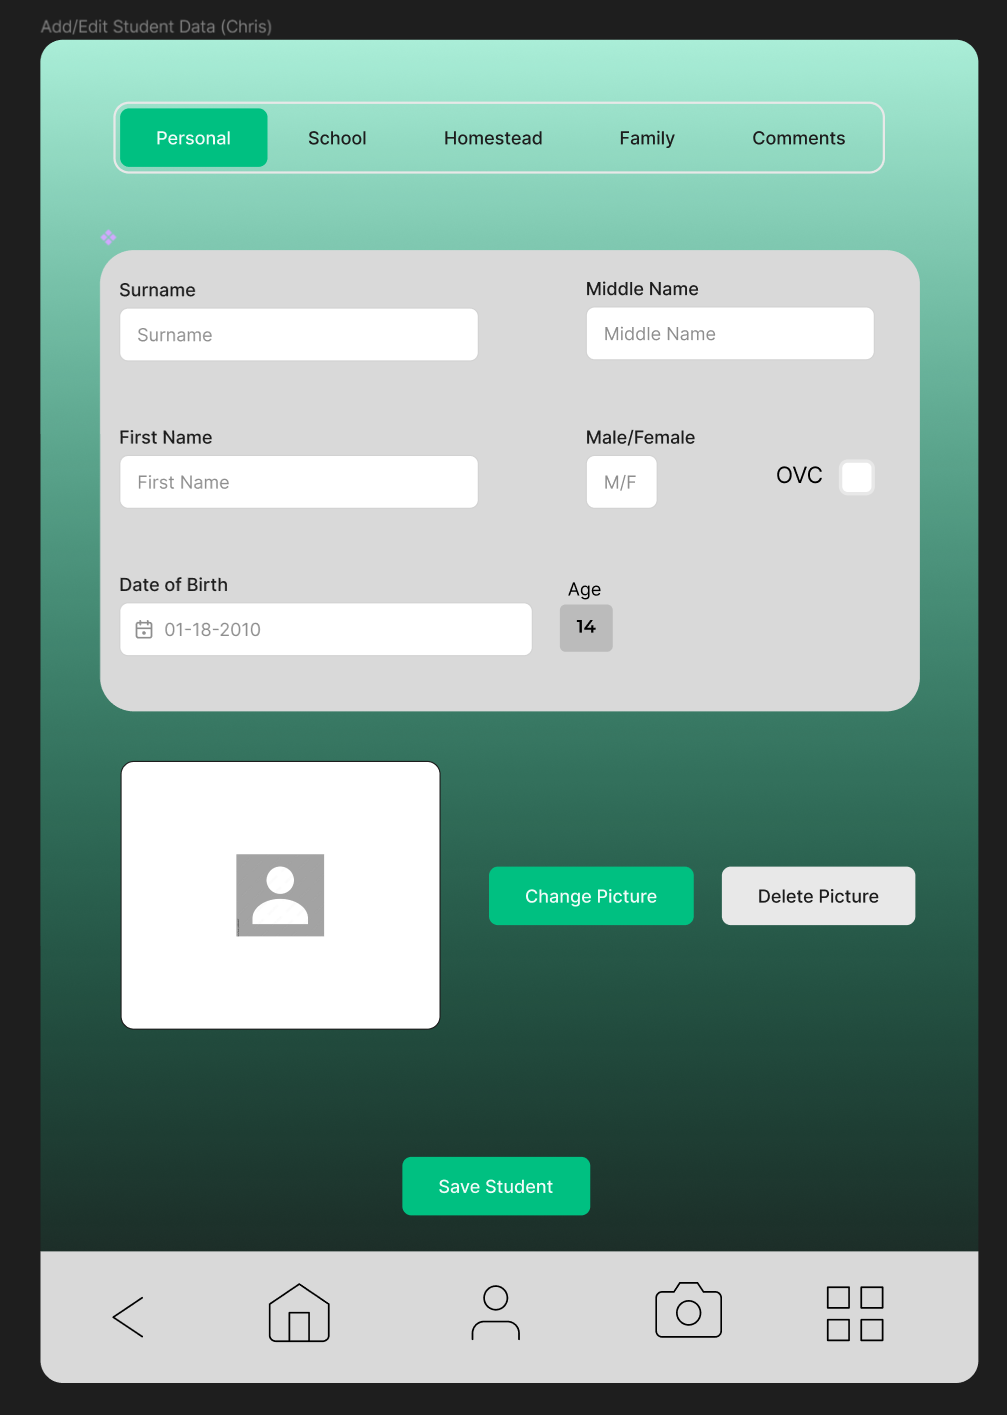 Add/Edit Student Data (Chris)
Personal School Homestead Family Comments
Surname Middle Name
Surname Middle Name
First Name Male/Female
First Name M/F OVC
Date of Birth Age
01-18-2010 14
Change Picture Delete Picture
Save Student